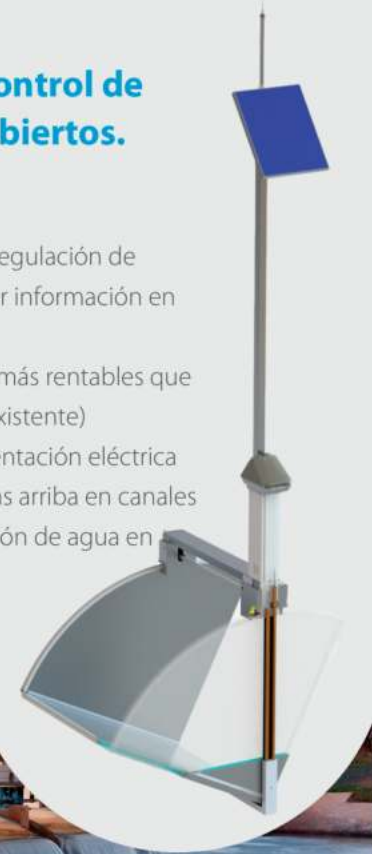 ontrol de
biertos.
egulación de
r información en
más rentables que
xistente)
entación eléctrica
as arriba en canales
ón de agua en